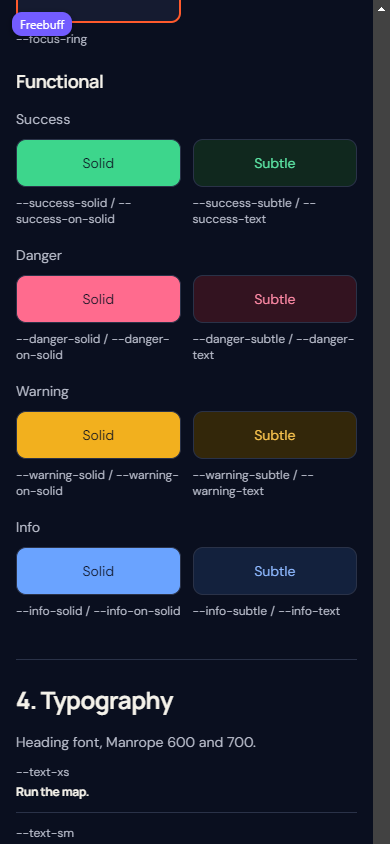 Freebuff
--focus-ring
Functional
Success
Solid
Subtle
--success-solid / --
success-on-solid
--success-subtle / --
success-text
Danger
Solid
Subtle
--danger-solid / --danger-
on-solid
--danger-subtle / --danger-
text
Warning
Solid
Subtle
--warning-solid / --warning-
on-solid
--warning-subtle / --
warning-text
Info
Solid
Subtle
--info-solid / --info-on-solid
--info-subtle / --info-text
4. Typography
Heading font, Manrope 600 and 700.
--text-xs
Run the map.
--text-sm